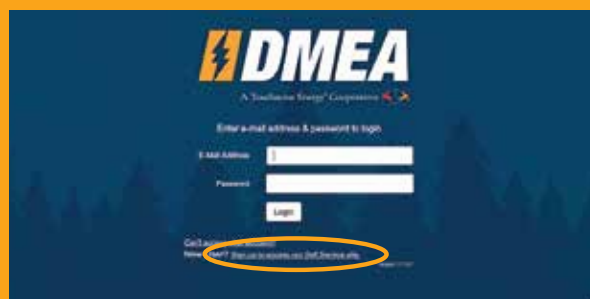 DMEA
A Touchstone Energy® Cooperative
Enter e-mail address & password to login
E-Mail Address
Password
Login
Sign up to access our Self Service site.